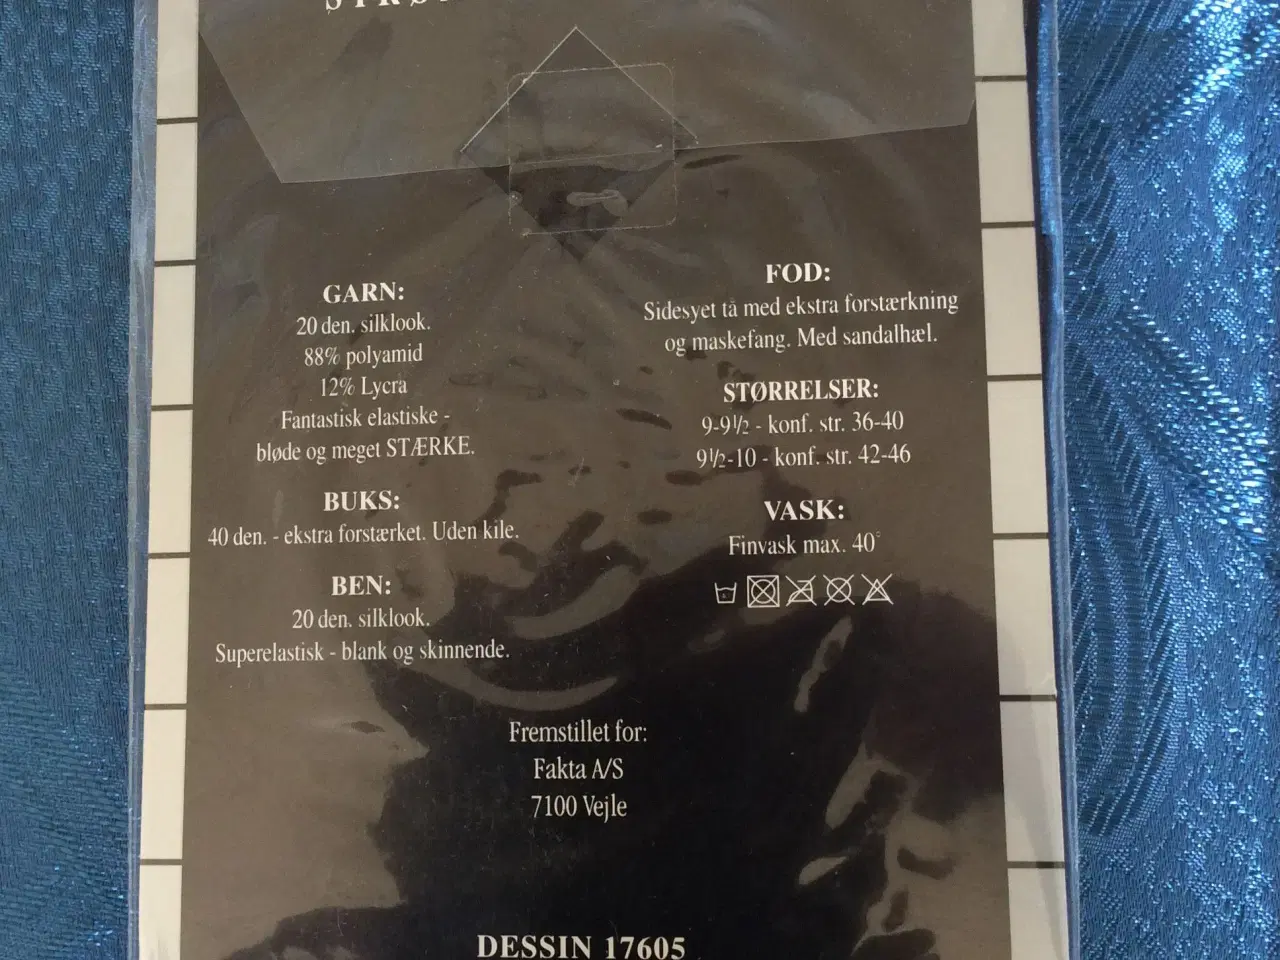 GARN:
20 den. silklook.
88% polyamid
12% Lycra
Fantastisk elastiske -
bløde og meget STÆRKE.
BUKS:
40 den. - ekstra forstærket. Uden kile.
BEN:
20 den. silklook.
Superelastisk - blank og skinnende.
FOD:
Sidesyet tå med ekstra forstærkning
og maskefang. Med sandalhæl.
STØRRELSER:
9-9½ - konf. str. 36-40
9½-10 - konf. str. 42-46
VASK:
Finvask max. 40°
Fremstillet for:
Fakta A/S
7100 Vejle
DESSIN 17605